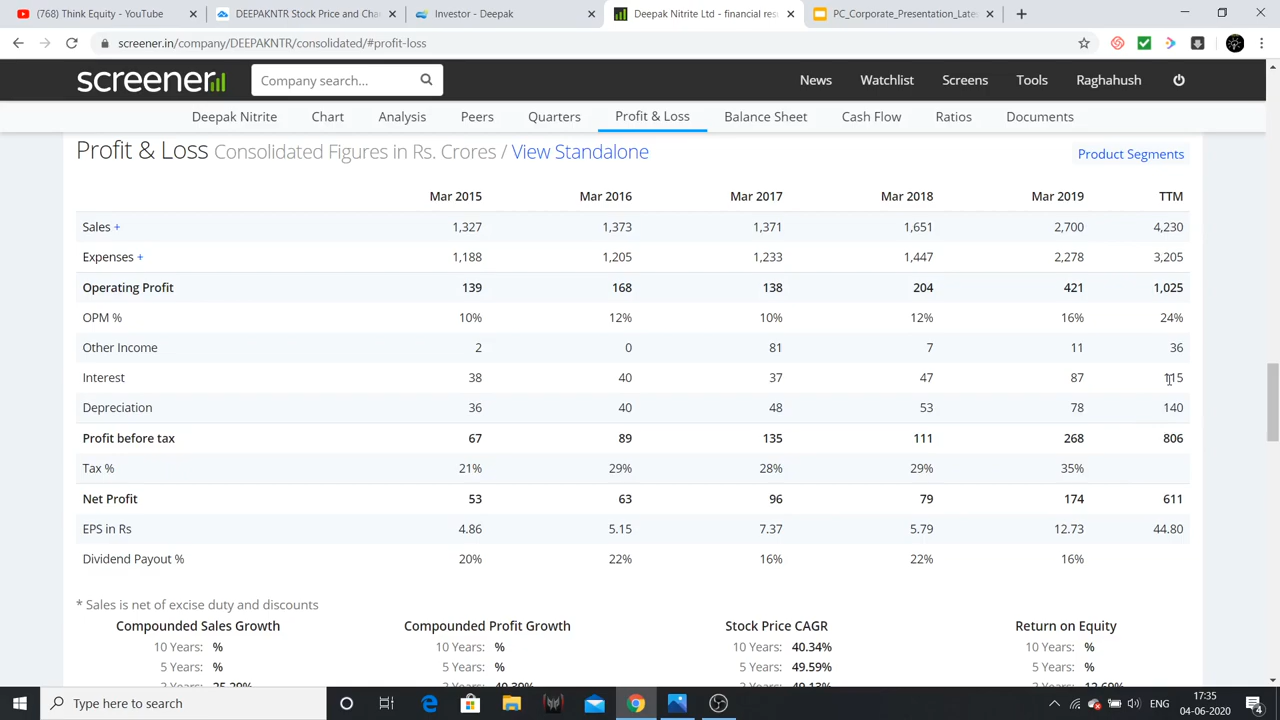 (768) Think Equity - YouTube
DEEPAKNTR Stock Price and Cha
Investor - Deepak
Deepak Nitrite Ltd - financial res
PC_Corporate_Presentation_Late
screener.in/company/DEEPAKNTR/consolidated/#profit-loss
screener
Company search...
News Watchlist Screens Tools Raghahush
Deepak Nitrite Chart Analysis Peers Quarters Profit & Loss Balance Sheet Cash Flow Ratios Documents
Profit & Loss Consolidated Figures in Rs. Crores / View Standalone
Product Segments
Mar 2015 Mar 2016 Mar 2017 Mar 2018 Mar 2019 TTM
Sales + 1,327 1,373 1,371 1,651 2,700 4,230
Expenses + 1,188 1,205 1,233 1,447 2,278 3,205
Operating Profit 139 168 138 204 421 1,025
OPM % 10% 12% 10% 12% 16% 24%
Other Income 2 0 81 7 11 36
Interest 38 40 37 47 87 115
Depreciation 36 40 48 53 78 140
Profit before tax 67 89 135 111 268 806
Tax % 21% 29% 28% 29% 35%
Net Profit 53 63 96 79 174 611
EPS in Rs 4.86 5.15 7.37 5.79 12.73 44.80
Dividend Payout % 20% 22% 16% 22% 16%
* Sales is net of excise duty and discounts
Compounded Sales Growth Compounded Profit Growth Stock Price CAGR Return on Equity
10 Years: % 10 Years: % 10 Years: 40.34% 10 Years: %
5 Years: % 5 Years: % 5 Years: 49.59% 5 Years: %
Type here to search
ENG
17:35
04-06-2020
4